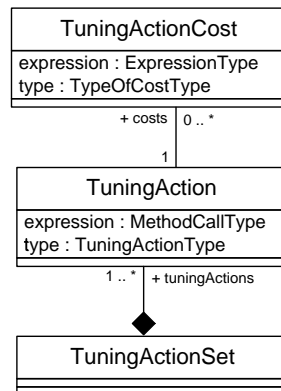 TuningActionCost
expression : ExpressionType
type : TypeOfCostType
+ costs 0 .. *
1
TuningAction
expression : MethodCallType
type : TuningActionType
1 .. * + tuningActions
TuningActionSet